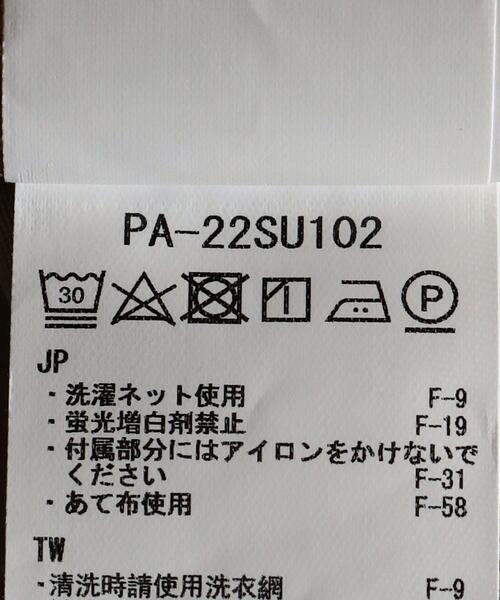 PA-22SU102
30 P
JP
・洗濯ネット使用 F-9
・蛍光増白剤禁止 F-19
・付属部分にはアイロンをかけないで
ください F-31
・あて布使用 F-58
TW
・清洗時請使用洗衣網 F-9